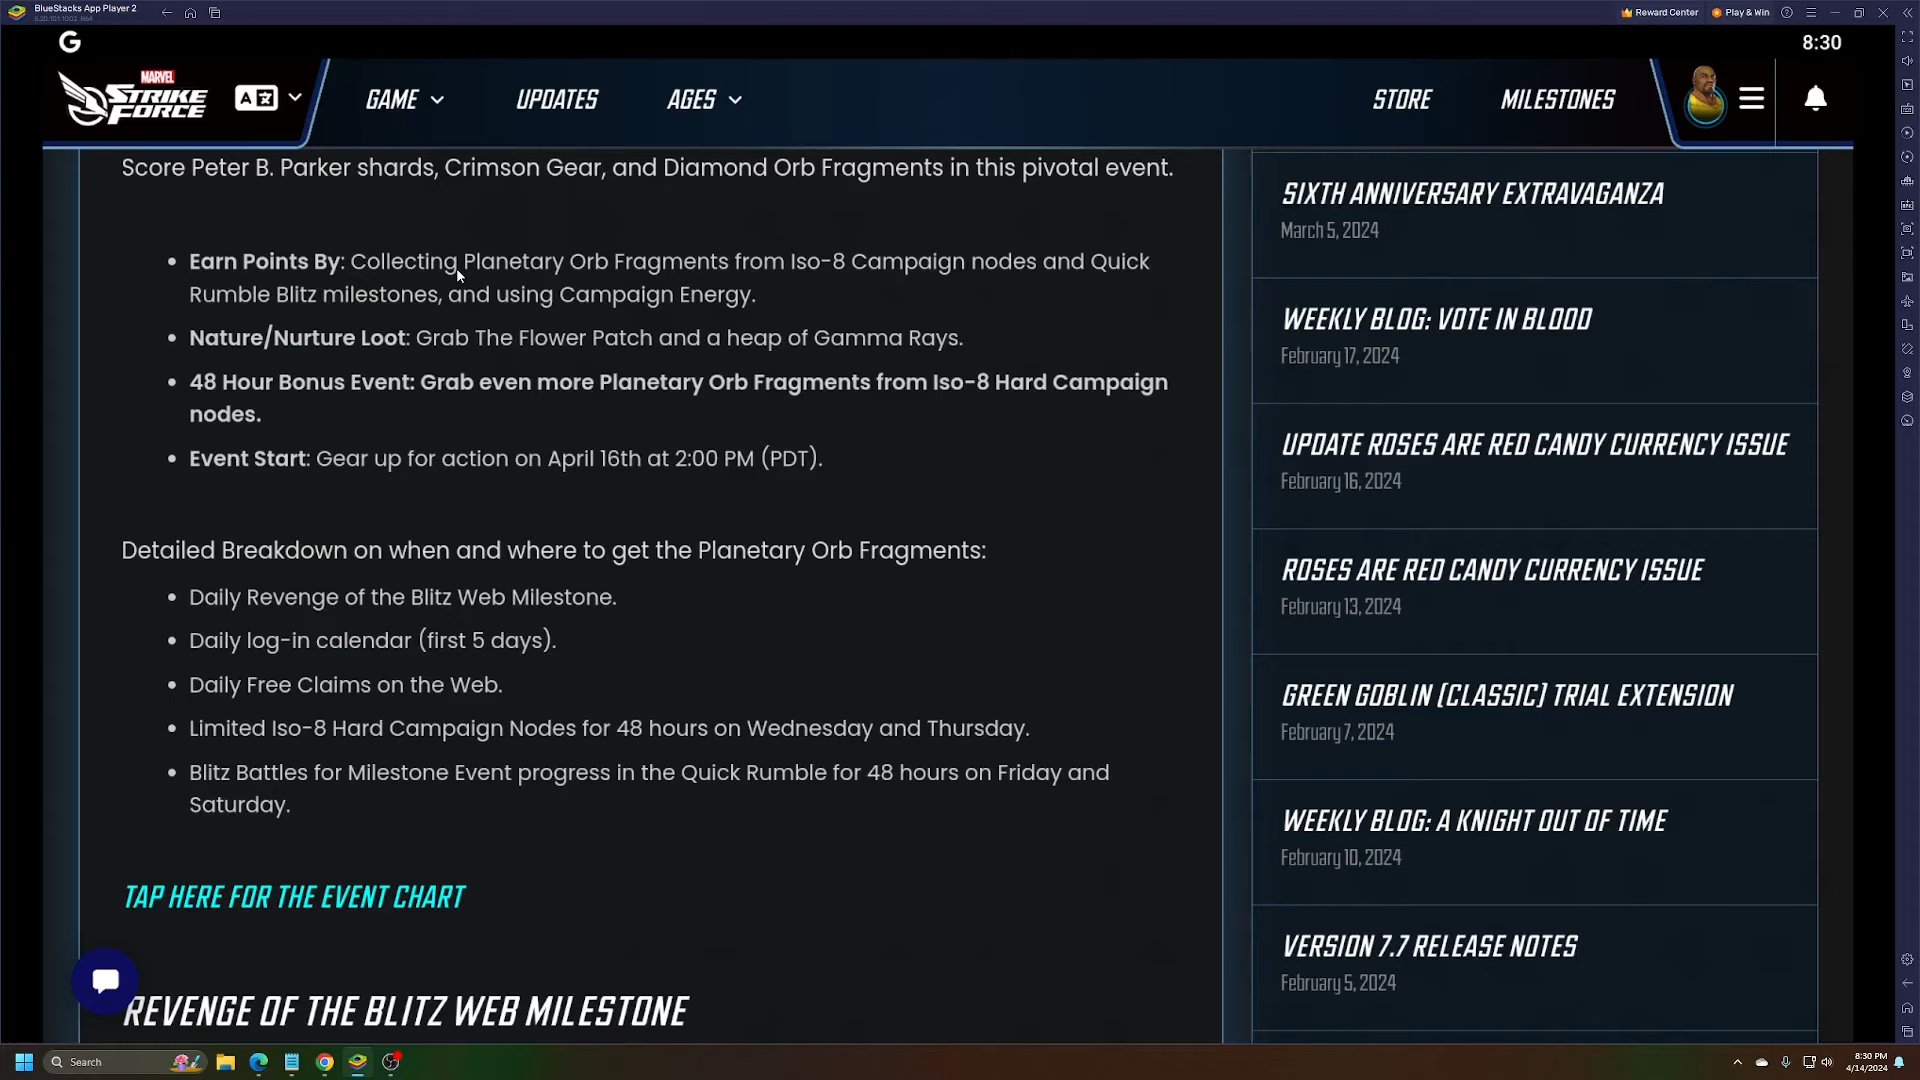 BlueStacks App Player 2
5.20.101.1002 N64
Reward Center
Play & Win
G
8:30
MARVEL
STRIKE FORCE
GAME
UPDATES
AGES
STORE
MILESTONES
Score Peter B. Parker shards, Crimson Gear, and Diamond Orb Fragments in this pivotal event.
• Earn Points By: Collecting Planetary Orb Fragments from Iso-8 Campaign nodes and Quick
Rumble Blitz milestones, and using Campaign Energy.
• Nature/Nurture Loot: Grab The Flower Patch and a heap of Gamma Rays.
• 48 Hour Bonus Event: Grab even more Planetary Orb Fragments from Iso-8 Hard Campaign
nodes.
• Event Start: Gear up for action on April 16th at 2:00 PM (PDT).
Detailed Breakdown on when and where to get the Planetary Orb Fragments:
• Daily Revenge of the Blitz Web Milestone.
• Daily log-in calendar (first 5 days).
• Daily Free Claims on the Web.
• Limited Iso-8 Hard Campaign Nodes for 48 hours on Wednesday and Thursday.
• Blitz Battles for Milestone Event progress in the Quick Rumble for 48 hours on Friday and
Saturday.
TAP HERE FOR THE EVENT CHART
REVENGE OF THE BLITZ WEB MILESTONE
SIXTH ANNIVERSARY EXTRAVAGANZA
March 5, 2024
WEEKLY BLOG: VOTE IN BLOOD
February 17, 2024
UPDATE ROSES ARE RED CANDY CURRENCY ISSUE
February 16, 2024
ROSES ARE RED CANDY CURRENCY ISSUE
February 13, 2024
GREEN GOBLIN (CLASSIC) TRIAL EXTENSION
February 7, 2024
WEEKLY BLOG: A KNIGHT OUT OF TIME
February 10, 2024
VERSION 7.7 RELEASE NOTES
February 5, 2024
Search
8:30 PM
4/14/2024